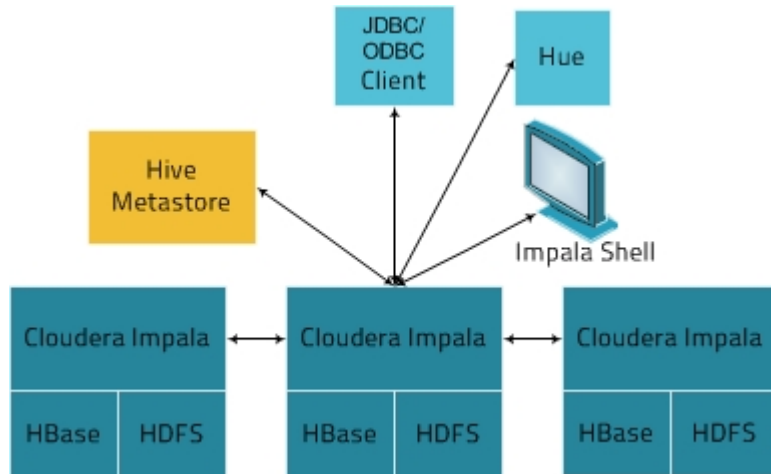 JDBC/
ODBC
Client
Hue
Hive
Metastore
Impala Shell
Cloudera Impala
Cloudera Impala
Cloudera Impala
HBase
HDFS
HBase
HDFS
HBase
HDFS